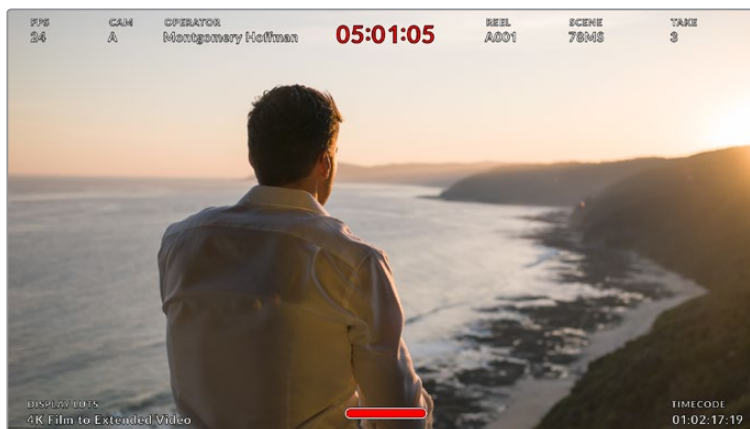 FPS
24
CAM
A
OPERATOR
Montgomery Hoffman
05:01:05
REEL
A001
SCENE
78MS
TAKE
3
DISPLAY LUTS
4K Film to Extended Video
TIMECODE
01:02:17:19